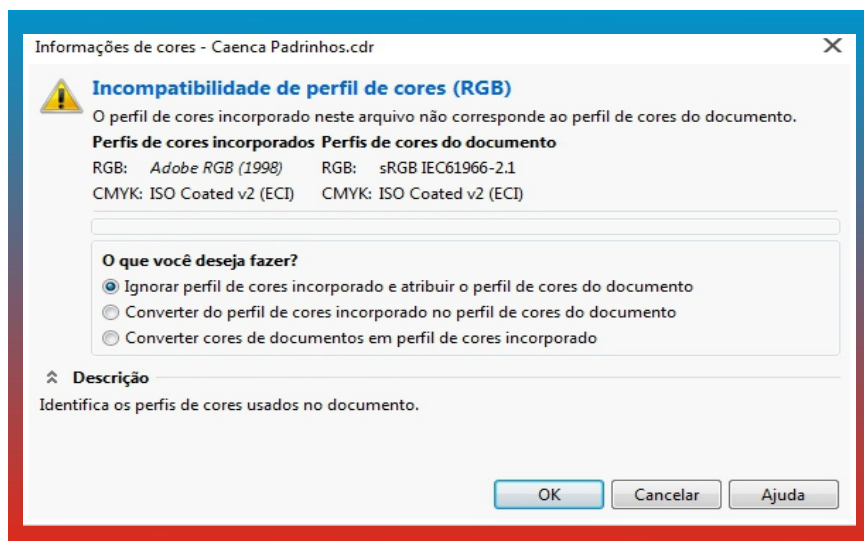 Informações de cores - Caenca Padrinhos.cdr
Incompatibilidade de perfil de cores (RGB)
O perfil de cores incorporado neste arquivo não corresponde ao perfil de cores do documento.
Perfis de cores incorporados Perfis de cores do documento
RGB: Adobe RGB (1998) RGB: sRGB IEC61966-2.1
CMYK: ISO Coated v2 (ECI) CMYK: ISO Coated v2 (ECI)
O que você deseja fazer?
Ignorar perfil de cores incorporado e atribuir o perfil de cores do documento
Converter do perfil de cores incorporado no perfil de cores do documento
Converter cores de documentos em perfil de cores incorporado
Descrição
Identifica os perfis de cores usados no documento.
OK Cancelar Ajuda